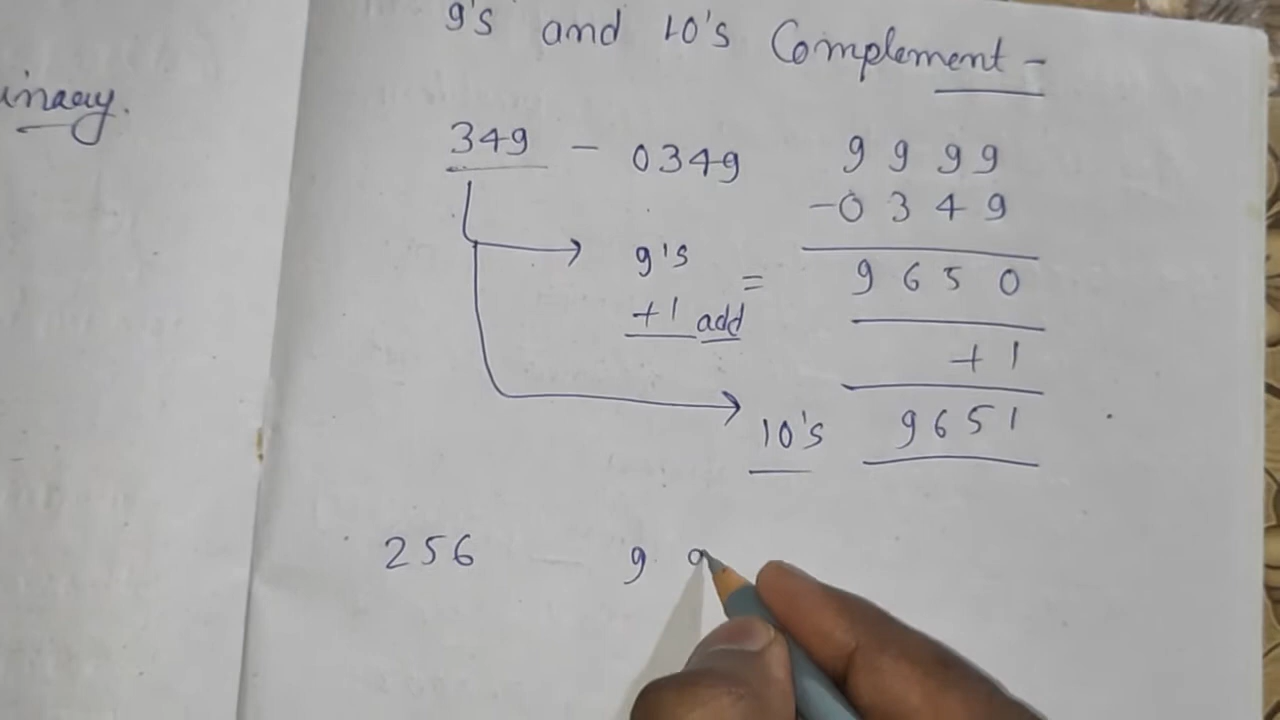 9's and 10's Complement -
349 - 0349
9 9 9 9
-0 3 4 9
9's
+1 add
=
9 6 5 0
+ 1
10's 9 6 5 1
256 9 9